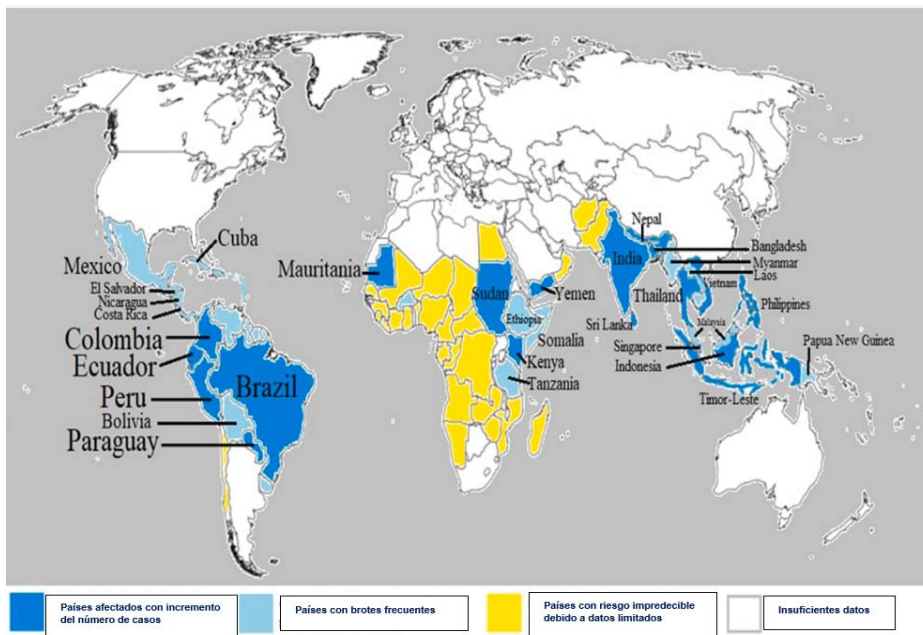 Cuba
Mexico
El Salvador
Nicaragua
Costa Rica
Colombia
Ecuador
Peru
Bolivia
Paraguay
Brazil
Mauritania
Sudan
Yemen
Ethiopia
Somalia
Kenya
Tanzania
Nepal
India
Bangladesh
Myanmar
Laos
Vietnam
Thailand
Philippines
Sri Lanka
Malaysia
Singapore
Indonesia
Papua New Guinea
Timor-Leste
Países afectados con incremento
del número de casos
Países con brotes frecuentes
Países con riesgo impredecible
debido a datos limitados
Insuficientes datos